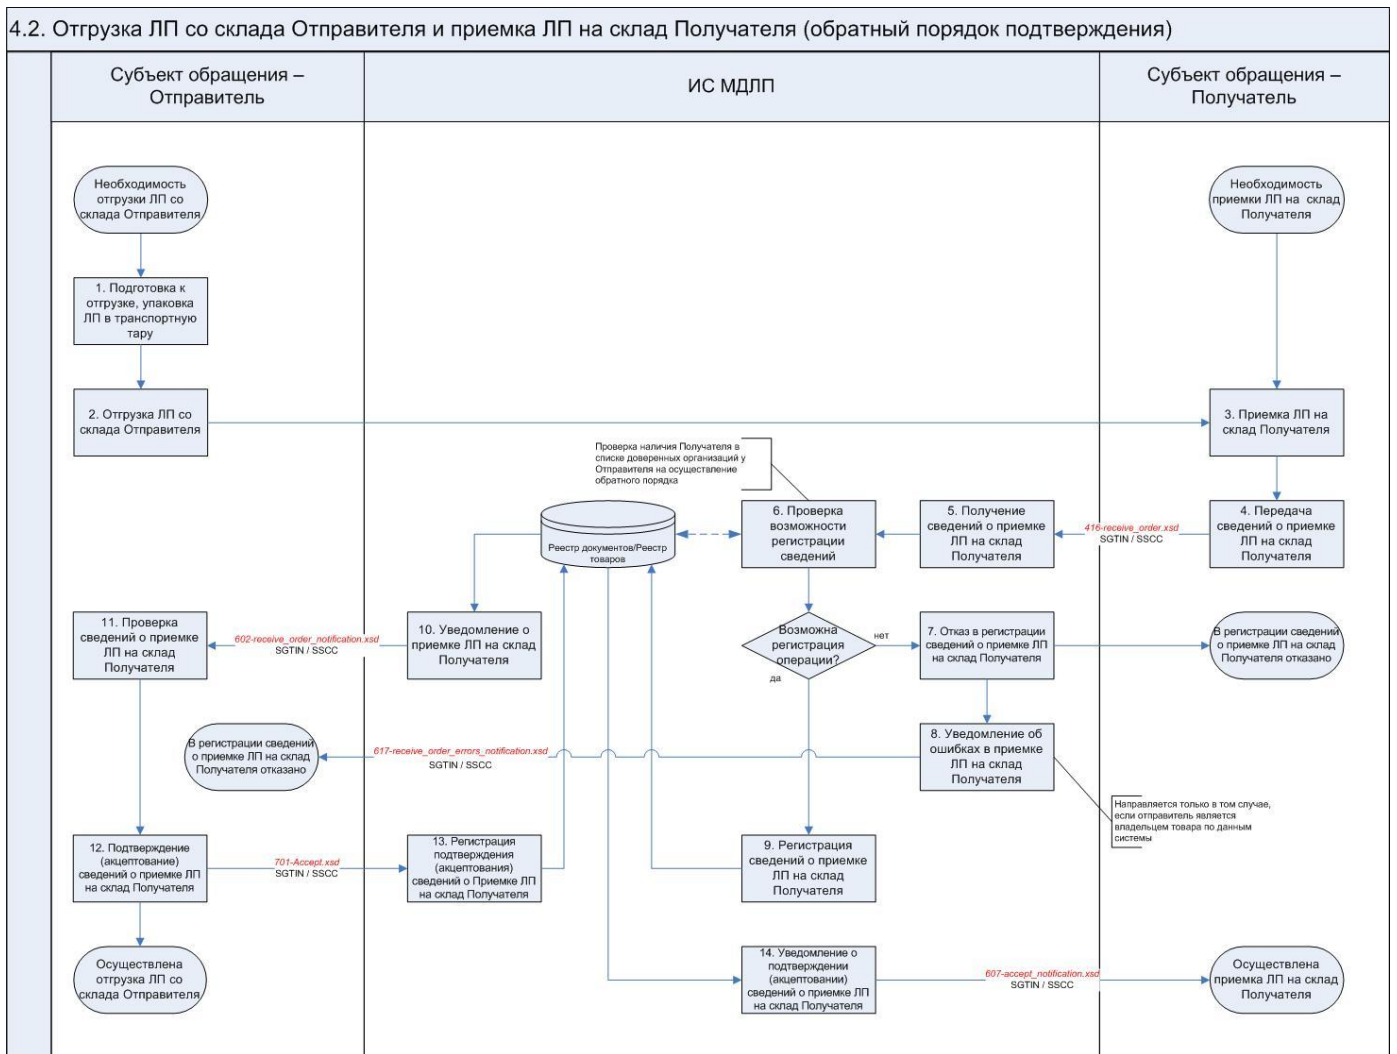 4.2. Отгрузка ЛП со склада Отправителя и приемка ЛП на склад Получателя (обратный порядок подтверждения)
Субъект обращения –
Отправитель
ИС МДЛП
Субъект обращения –
Получатель
Необходимость
отгрузки ЛП со
склада Отправителя
Необходимость
приемки ЛП на склад
Получателя
1. Подготовка к
отгрузке, упаковка
ЛП в транспортную
тару
2. Отгрузка ЛП со
склада Отправителя
3. Приемка ЛП на
склад Получателя
Проверка наличия Получателя в
списке доверенных организаций у
Отправителя на осуществление
обратного порядка
Реестр документов/Реестр
товаров
6. Проверка
возможности
регистрации
сведений
5. Получение
сведений о приемке
ЛП на склад
Получателя
416-receive_order.xsd
SGTIN / SSCC
4. Передача
сведений о приемке
ЛП на склад
Получателя
11. Проверка
сведений о приемке
ЛП на склад
Получателя
602-receive_order_notification.xsd
SGTIN / SSCC
10. Уведомление о
приемке ЛП на склад
Получателя
Возможна
регистрация
операции?
нет
да
7. Отказ в регистрации
сведений о приемке ЛП
на склад Получателя
В регистрации сведений
о приемке ЛП на склад
Получателя отказано
В регистрации сведений
о приемке ЛП на склад
Получателя отказано
617-receive_order_errors_notification.xsd
SGTIN / SSCC
8. Уведомление об
ошибках в приемке
ЛП на склад
Получателя
Направляется только в том случае,
если отправитель является
владельцем товара по данным
системы
12. Подтверждение
(акцептование)
сведений о приемке ЛП
на склад Получателя
701-Accept.xsd
SGTIN / SSCC
13. Регистрация
подтверждения
(акцептования)
сведений о Приемке ЛП
на склад Получателя
9. Регистрация
сведений о приемке
ЛП на склад
Получателя
Осуществлена
отгрузка ЛП со
склада Отправителя
14. Уведомление о
подтверждении
(акцептовании)
сведений о приемке ЛП
на склад Получателя
607-accept_notification.xsd
SGTIN / SSCC
Осуществлена
приемка ЛП на склад
Получателя